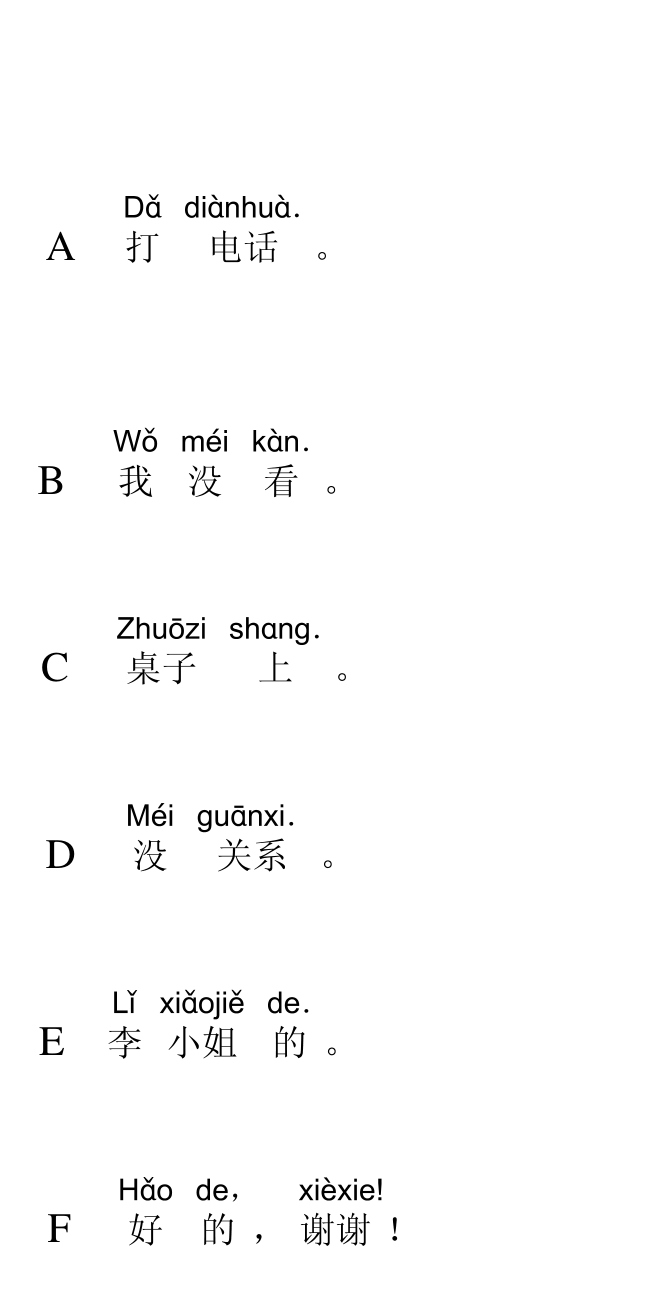 Dǎ diànhuà.
A 打 电话 。
Wǒ méi kàn.
B 我 没 看 。
Zhuōzi shang.
C 桌子 上 。
Méi guānxi.
D 没 关系 。
Lǐ xiǎojiě de.
E 李 小姐 的 。
Hǎo de, xièxie!
F 好 的 ， 谢谢 ！